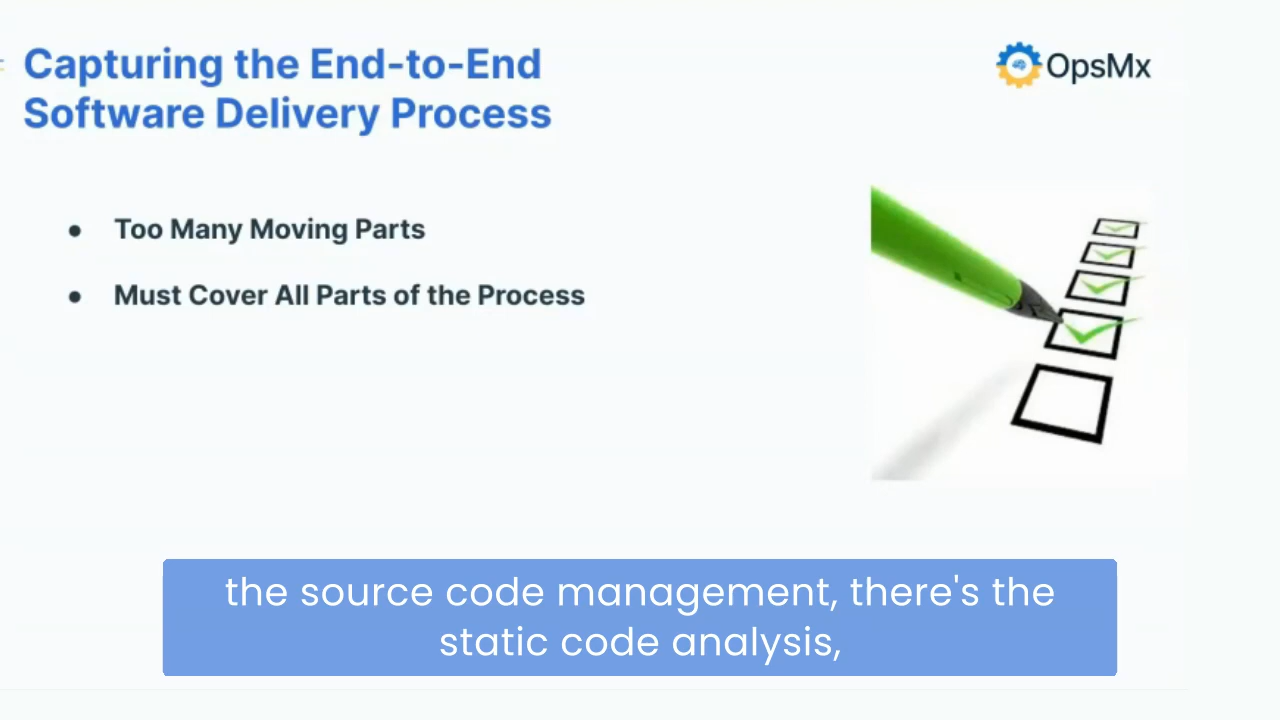 Capturing the End-to-End
Software Delivery Process
OpsMx
● Too Many Moving Parts
● Must Cover All Parts of the Process
the source code management, there's the
static code analysis,